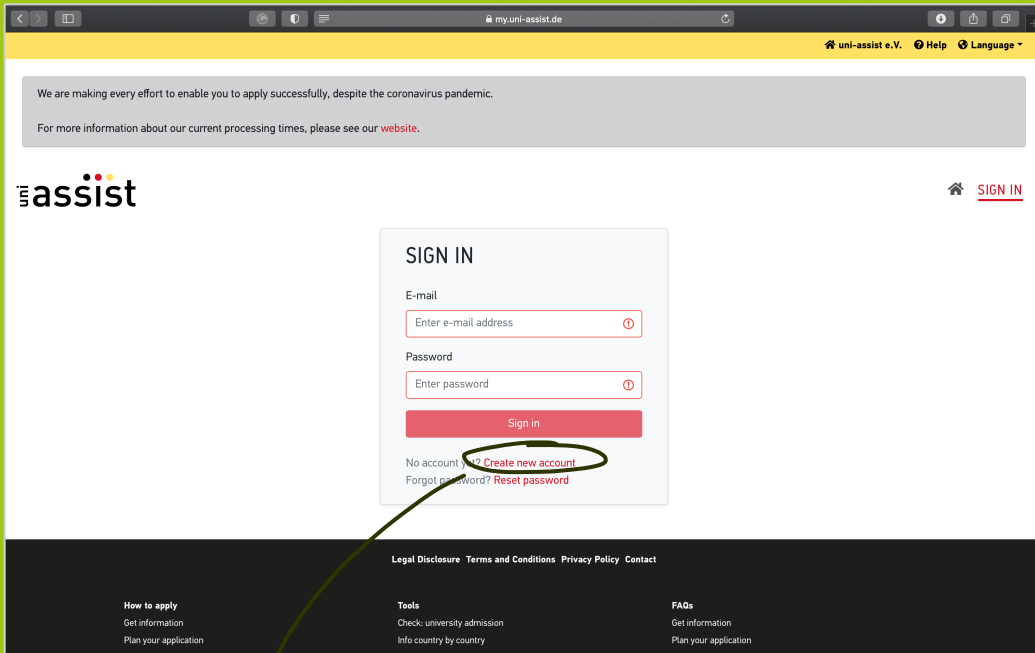 my.uni-assist.de
uni-assist e.V. Help Language
We are making every effort to enable you to apply successfully, despite the coronavirus pandemic.
For more information about our current processing times, please see our website.
uni assist
SIGN IN
SIGN IN
E-mail
Enter e-mail address
Password
Enter password
Sign in
No account yet? Create new account
Forgot password? Reset password
Legal Disclosure Terms and Conditions Privacy Policy Contact
How to apply Tools FAQs
Get information Check: university admission Get information
Plan your application Info country by country Plan your application